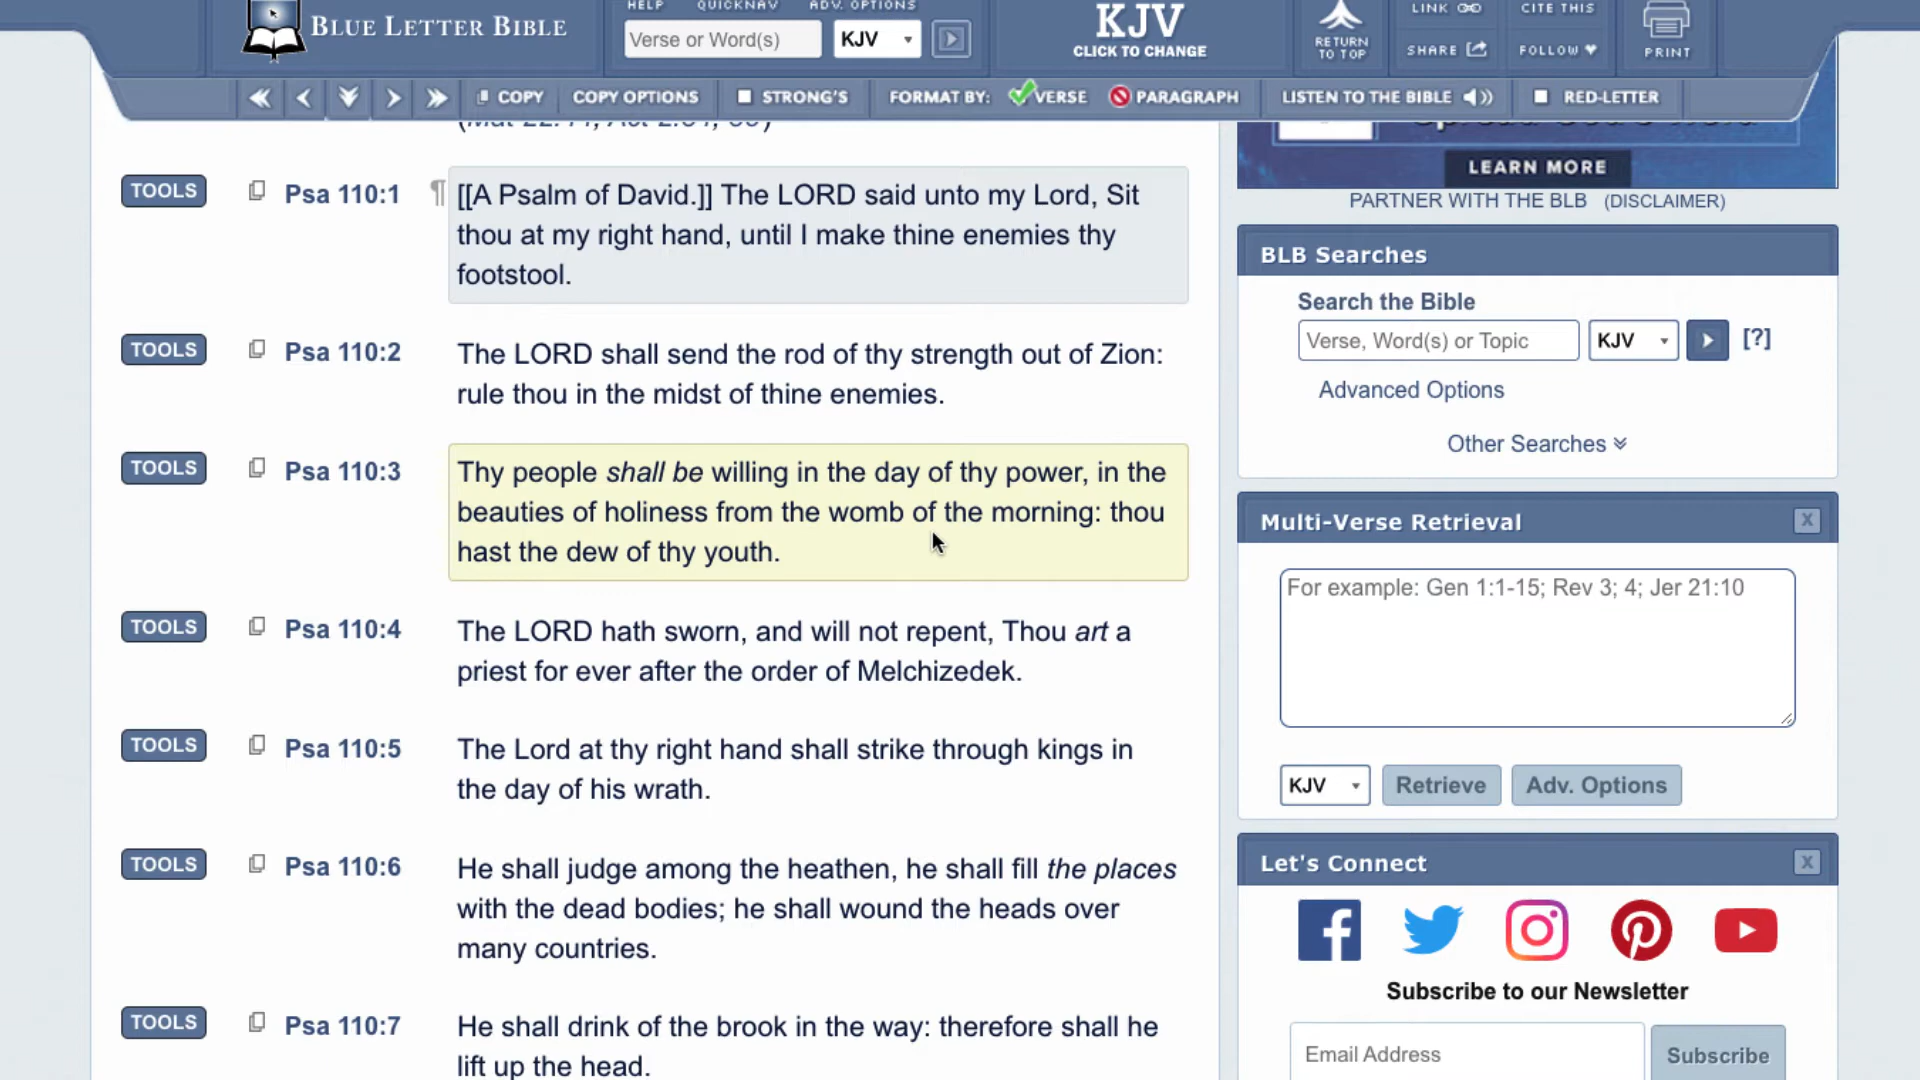 HELP QUICKNAV ADV. OPTIONS
BLUE LETTER BIBLE
Verse or Word(s) KJV
KJV
CLICK TO CHANGE
RETURN
TO TOP
LINK
SHARE
CITE THIS
FOLLOW
PRINT
COPY COPY OPTIONS STRONG'S FORMAT BY: VERSE PARAGRAPH LISTEN TO THE BIBLE RED-LETTER
TOOLS Psa 110:1 ¶ [[A Psalm of David.]] The LORD said unto my Lord, Sit
thou at my right hand, until I make thine enemies thy
footstool.
TOOLS Psa 110:2 The LORD shall send the rod of thy strength out of Zion:
rule thou in the midst of thine enemies.
TOOLS Psa 110:3 Thy people shall be willing in the day of thy power, in the
beauties of holiness from the womb of the morning: thou
hast the dew of thy youth.
TOOLS Psa 110:4 The LORD hath sworn, and will not repent, Thou art a
priest for ever after the order of Melchizedek.
TOOLS Psa 110:5 The Lord at thy right hand shall strike through kings in
the day of his wrath.
TOOLS Psa 110:6 He shall judge among the heathen, he shall fill the places
with the dead bodies; he shall wound the heads over
many countries.
TOOLS Psa 110:7 He shall drink of the brook in the way: therefore shall he
lift up the head.
LEARN MORE
PARTNER WITH THE BLB (DISCLAIMER)
BLB Searches
Search the Bible
Verse, Word(s) or Topic KJV [?]
Advanced Options
Other Searches
Multi-Verse Retrieval X
For example: Gen 1:1-15; Rev 3; 4; Jer 21:10
KJV Retrieve Adv. Options
Let's Connect X
Subscribe to our Newsletter
Email Address Subscribe